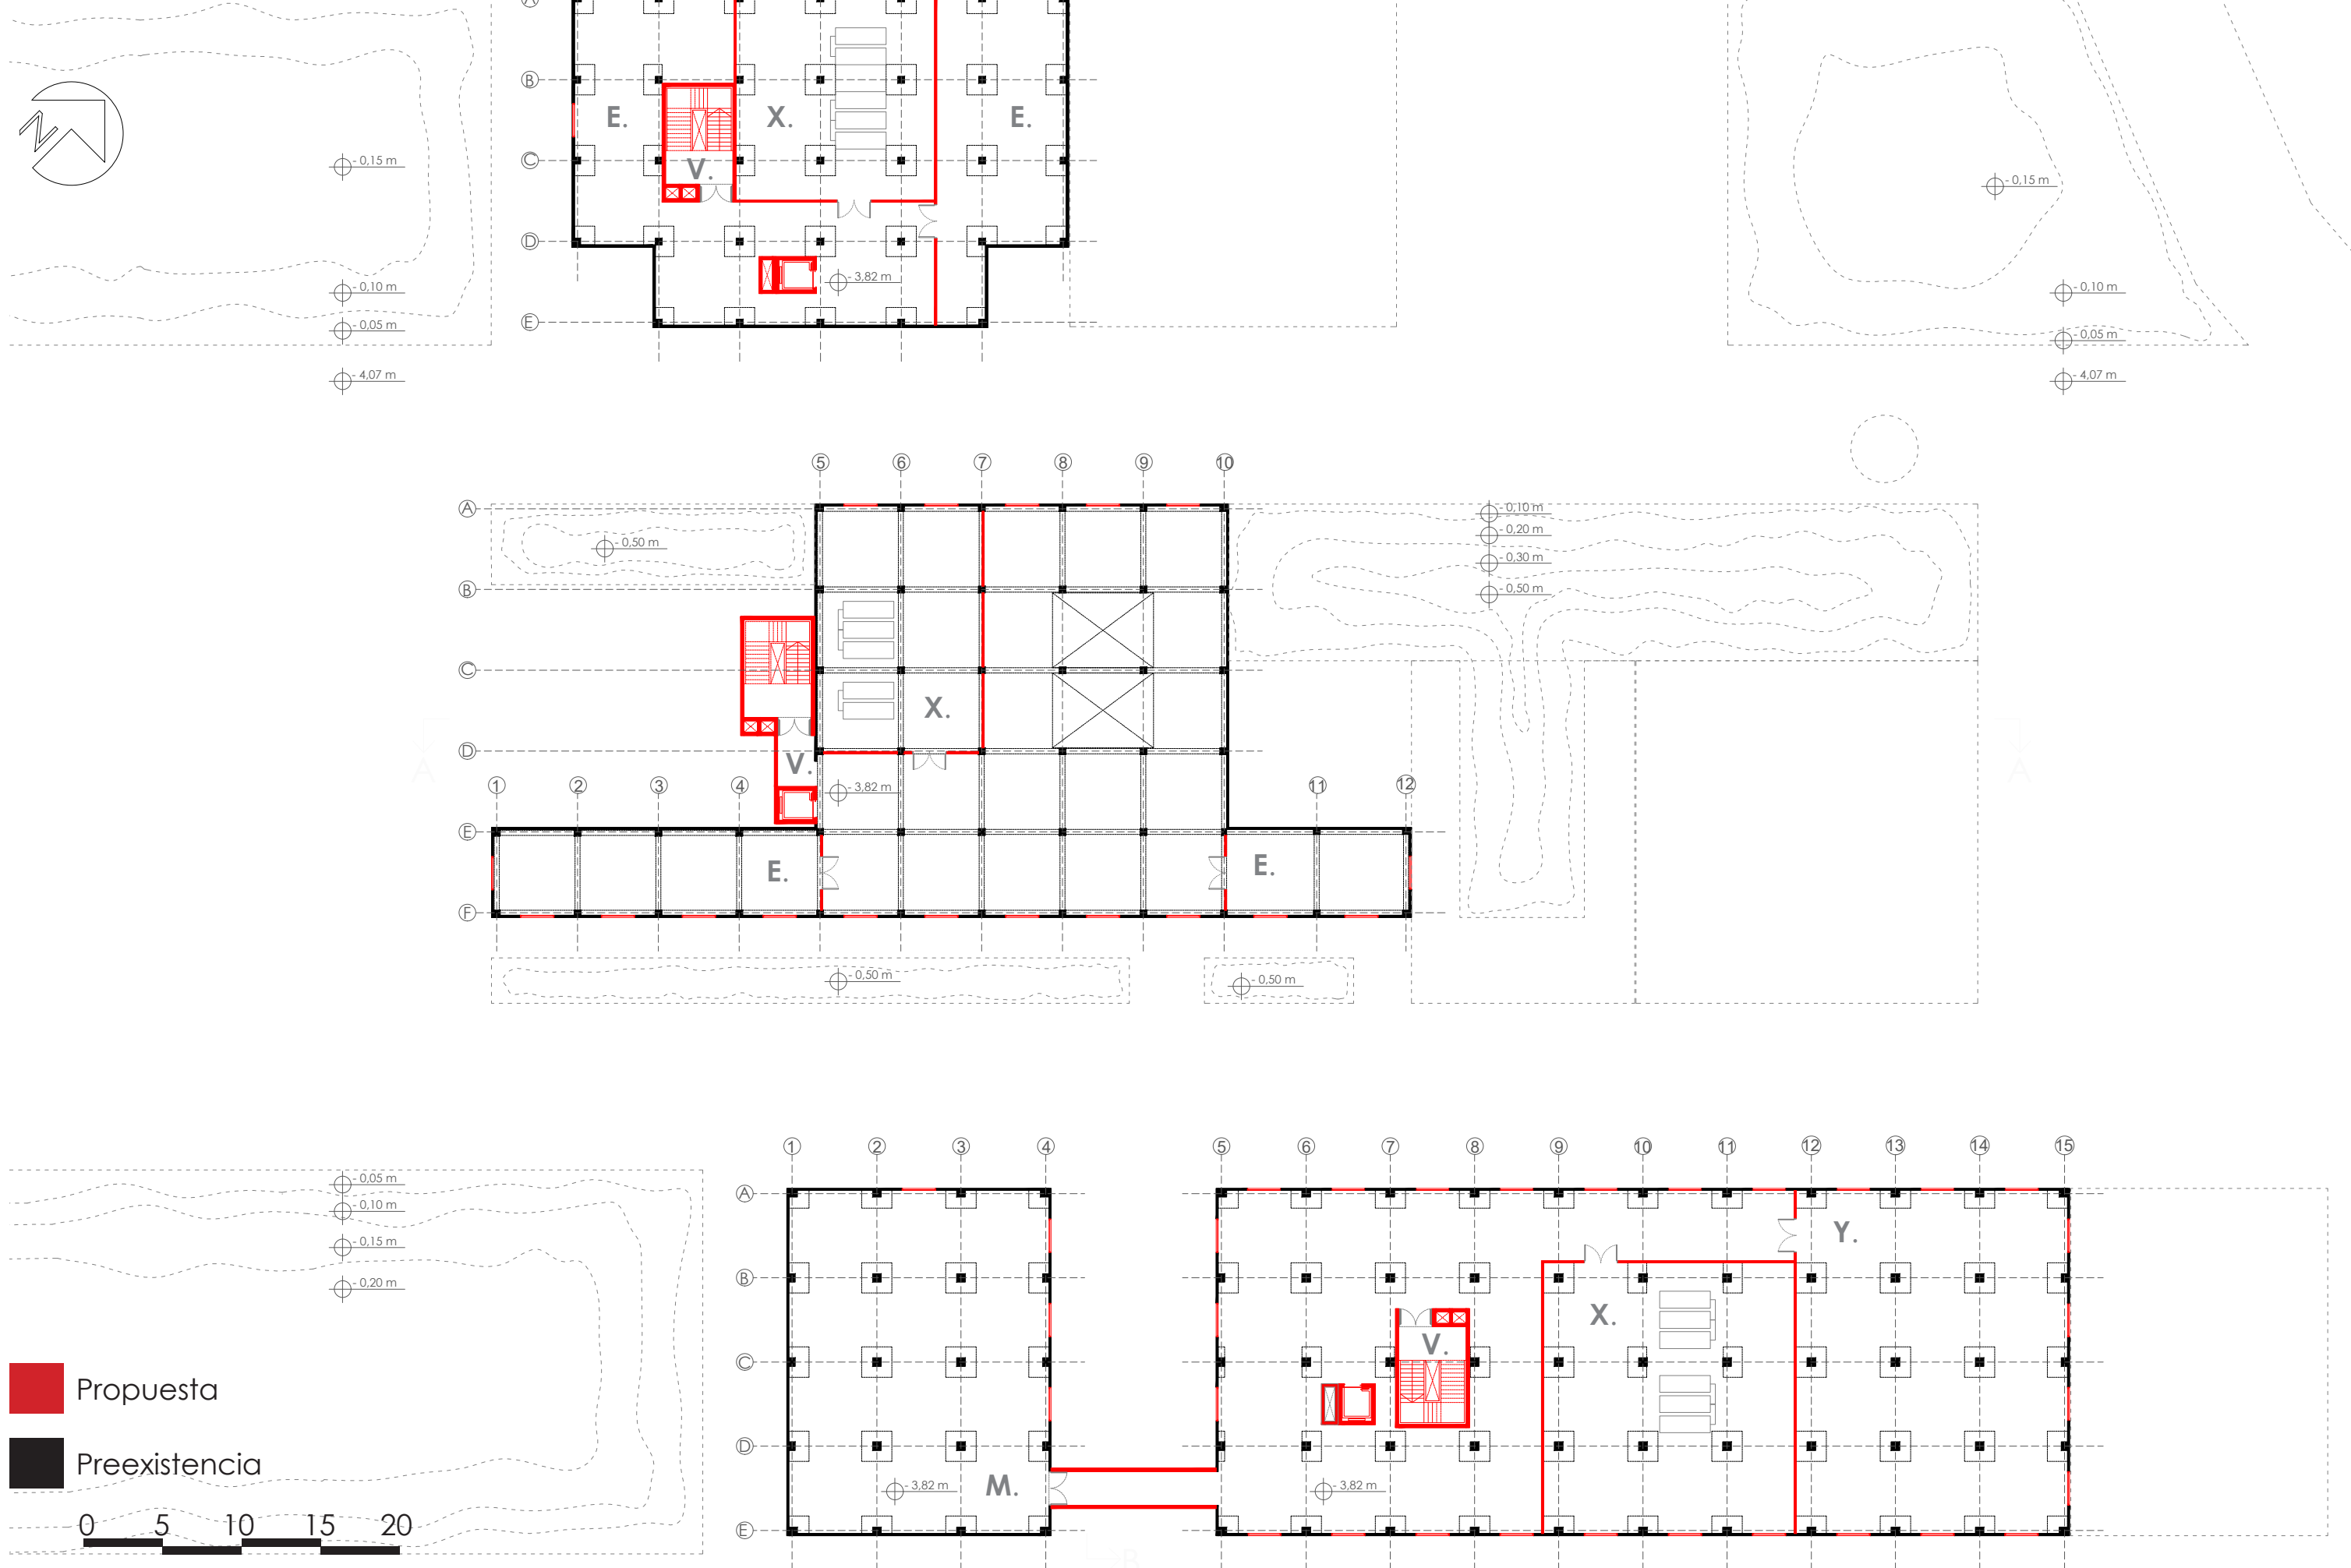 A
B
E.
X.
E.
N
- 0,15 m
C
V.
- 0,15 m
D
- 3,82 m
- 0,10 m
- 0,10 m
- 0,05 m
E
- 0,05 m
- 4,07 m
- 4,07 m
5 6 7 8 9 10
A
- 0,10 m
- 0,20 m
- 0,50 m
- 0,30 m
B
- 0,50 m
C
X.
D
V.
A
A
1 2 3 4
- 3,82 m
11 12
E
E.
E.
F
- 0,50 m
- 0,50 m
1 2 3 4 5 6 7 8 9 10 11 12 13 14 15
- 0,05 m
A
- 0,10 m
Y.
- 0,15 m
B
- 0,20 m
X.
V.
C
Propuesta
D
Preexistencia
M.
- 3,82 m
- 3,82 m
0 5 10 15 20
E
B